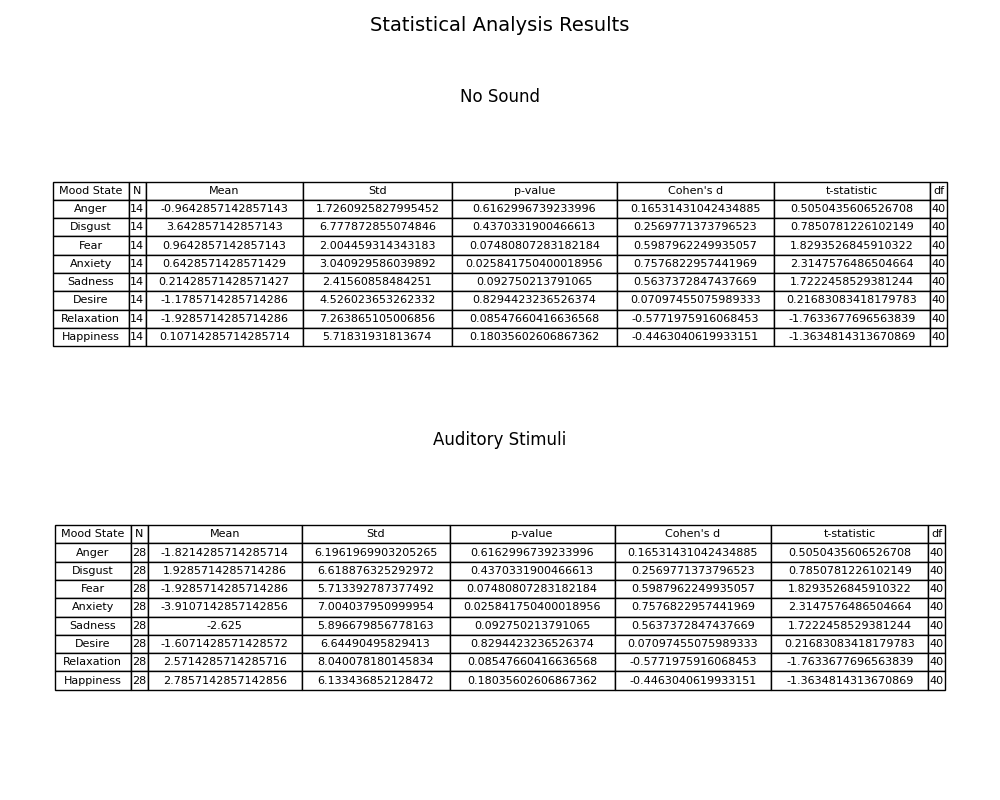 Statistical Analysis Results
No Sound
Mood State N Mean Std p-value Cohen's d t-statistic df
Anger 14 -0.9642857142857143 1.7260925827995452 0.6162996739233996 0.16531431042434885 0.5050435606526708 40
Disgust 14 3.642857142857143 6.777872855074846 0.4370331900466613 0.2569771373796523 0.7850781226102149 40
Fear 14 0.9642857142857143 2.004459314343183 0.07480807283182184 0.5987962249935057 1.8293526845910322 40
Anxiety 14 0.6428571428571429 3.040929586039892 0.025841750400018956 0.7576822957441969 2.3147576486504664 40
Sadness 14 0.21428571428571427 2.41560858484251 0.092750213791065 0.5637372847437669 1.7222458529381244 40
Desire 14 -1.1785714285714286 4.526023653262332 0.8294423236526374 0.07097455075989333 0.21683083418179783 40
Relaxation 14 -1.9285714285714286 7.263865105006856 0.08547660416636568 -0.5771975916068453 -1.7633677696563839 40
Happiness 14 0.10714285714285714 5.71831931813674 0.18035602606867362 -0.4463040619933151 -1.3634814313670869 40
Auditory Stimuli
Mood State N Mean Std p-value Cohen's d t-statistic df
Anger 28 -1.8214285714285714 6.1961969903205265 0.6162996739233996 0.16531431042434885 0.5050435606526708 40
Disgust 28 1.9285714285714286 6.618876325292972 0.4370331900466613 0.2569771373796523 0.7850781226102149 40
Fear 28 -1.9285714285714286 5.713392787377492 0.07480807283182184 0.5987962249935057 1.8293526845910322 40
Anxiety 28 -3.9107142857142856 7.004037950999954 0.025841750400018956 0.7576822957441969 2.3147576486504664 40
Sadness 28 -2.625 5.896679856778163 0.092750213791065 0.5637372847437669 1.7222458529381244 40
Desire 28 -1.6071428571428572 6.64490495829413 0.8294423236526374 0.07097455075989333 0.21683083418179783 40
Relaxation 28 2.5714285714285716 8.040078180145834 0.08547660416636568 -0.5771975916068453 -1.7633677696563839 40
Happiness 28 2.7857142857142856 6.133436852128472 0.18035602606867362 -0.4463040619933151 -1.3634814313670869 40